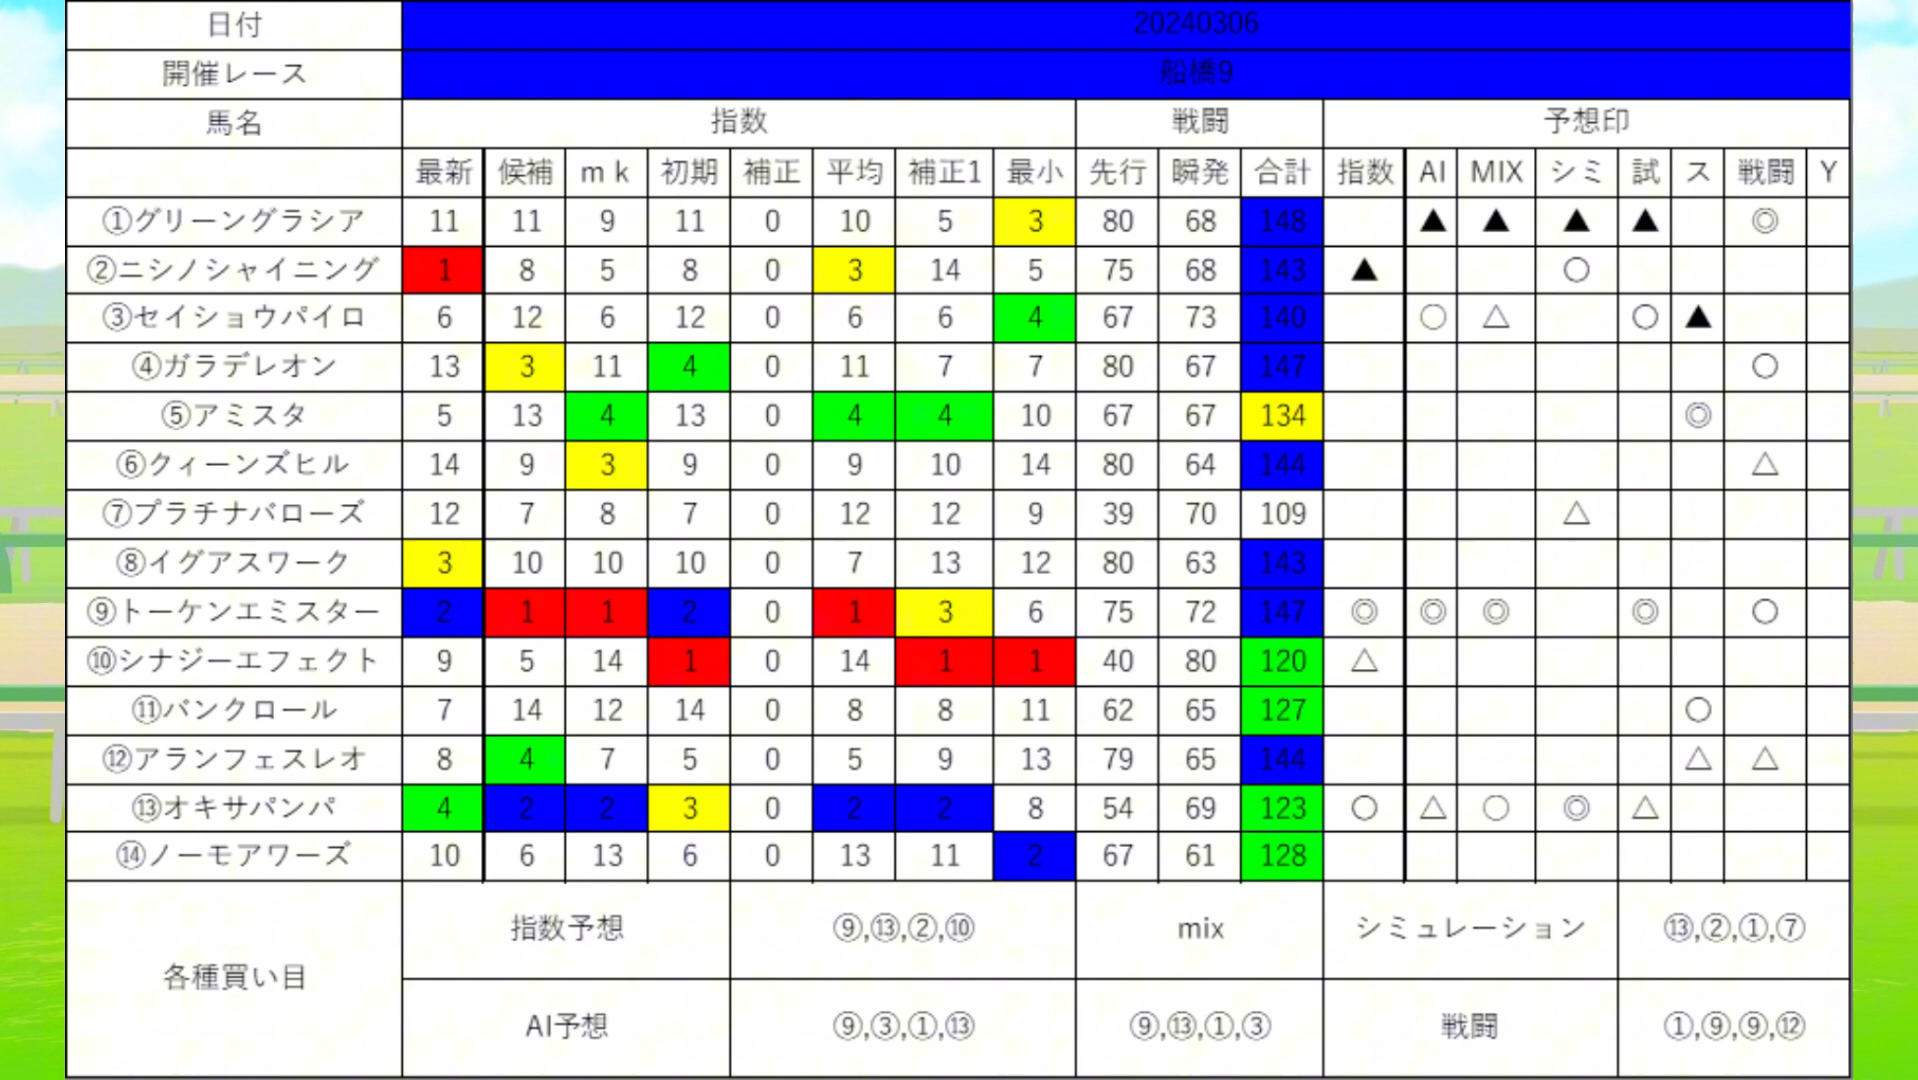 日付 20240306
開催レース 船橋9
馬名 指数 戦闘 予想印
最新 候補 mk 初期 補正 平均 補正1 最小 先行 瞬発 合計 指数 AI MIX シミ 試 ス 戦闘 Y
①グリーングラシア 11 11 9 11 0 10 5 3 80 68 148 ▲ ▲ ▲ ▲ ◎
②ニシノシャイニング 1 8 5 8 0 3 14 5 75 68 143 ▲ ○
③セイショウパイロ 6 12 6 12 0 6 6 4 67 73 140 ○ △ ○ ▲
④ガラデレオン 13 3 11 4 0 11 7 7 80 67 147 ○
⑤アミスタ 5 13 4 13 0 4 4 10 67 67 134 ◎
⑥クィーンズヒル 14 9 3 9 0 9 10 14 80 64 144 △
⑦プラチナバローズ 12 7 8 7 0 12 12 9 39 70 109 △
⑧イグアスワーク 3 10 10 10 0 7 13 12 80 63 143
⑨トーケンエミスター 2 1 1 2 0 1 3 6 75 72 147 ◎ ◎ ◎ ◎ ○
⑩シナジーエフェクト 9 5 14 1 0 14 1 1 40 80 120 △
⑪バンクロール 7 14 12 14 0 8 8 11 62 65 127 ○
⑫アランフェスレオ 8 4 7 5 0 5 9 13 79 65 144 △ △
⑬オキサパンパ 4 2 2 3 0 2 2 8 54 69 123 ○ △ ○ ◎ △
⑭ノーモアワーズ 10 6 13 6 0 13 11 2 67 61 128
各種買い目
指数予想 ⑨,⑬,②,⑩ mix シミュレーション ⑬,②,①,⑦
AI予想 ⑨,③,①,⑬ ⑨,⑬,①,③ 戦闘 ①,⑨,⑨,⑫